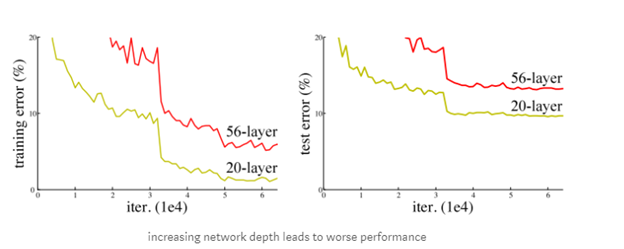 20
10
0
training error (%)
56-layer
20-layer
0 1 2 3 4 5 6
iter. (1e4)
20
10
0
test error (%)
56-layer
20-layer
0 1 2 3 4 5 6
iter. (1e4)
increasing network depth leads to worse performance